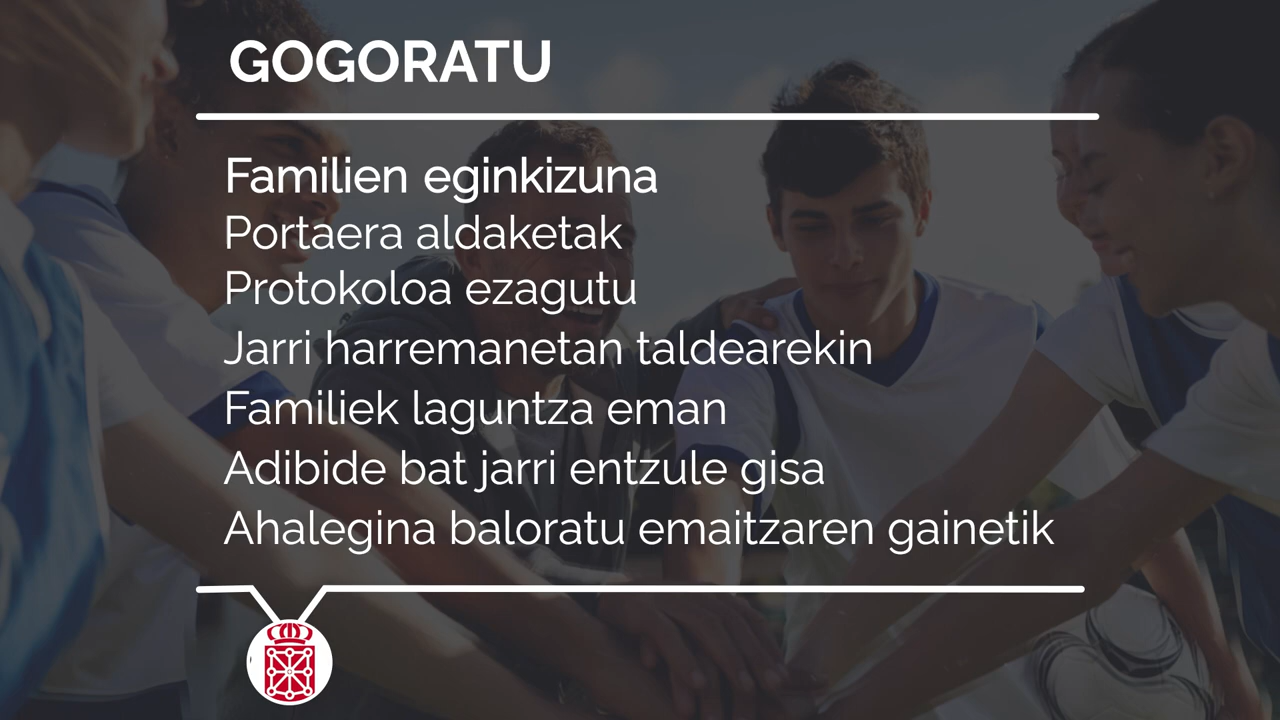 GOGORATU
Familien eginkizuna
Portaera aldaketak
Protokoloa ezagutu
Jarri harremanetan taldearekin
Familiek laguntza eman
Adibide bat jarri entzule gisa
Ahalegina baloratu emaitzaren gainetik